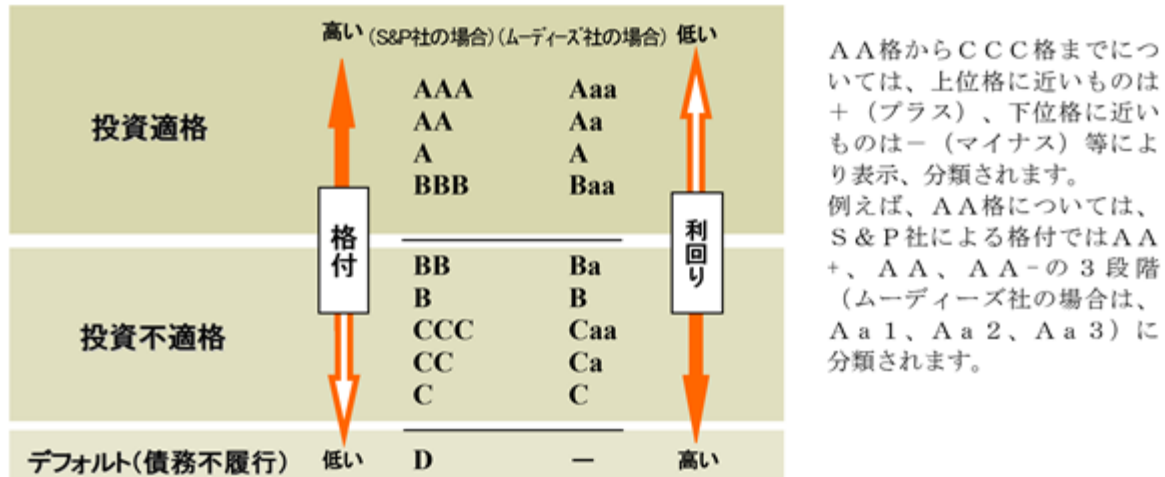 高い (S&P社の場合) (ムーディーズ社の場合) 低い
投資適格
AAA Aaa
AA Aa
A A
BBB Baa
格付
利回り
投資不適格
BB Ba
B B
CCC Caa
CC Ca
C C
デフォルト(債務不履行) 低い D — 高い
AA格からCCC格までにつ
いては、上位格に近いものは
+(プラス)、下位格に近い
ものは-(マイナス)等によ
り表示、分類されます。
例えば、AA格については、
S&P社による格付ではAA
+、AA、AA-の3段階
(ムーディーズ社の場合は、
Aa1、Aa2、Aa3)に
分類されます。